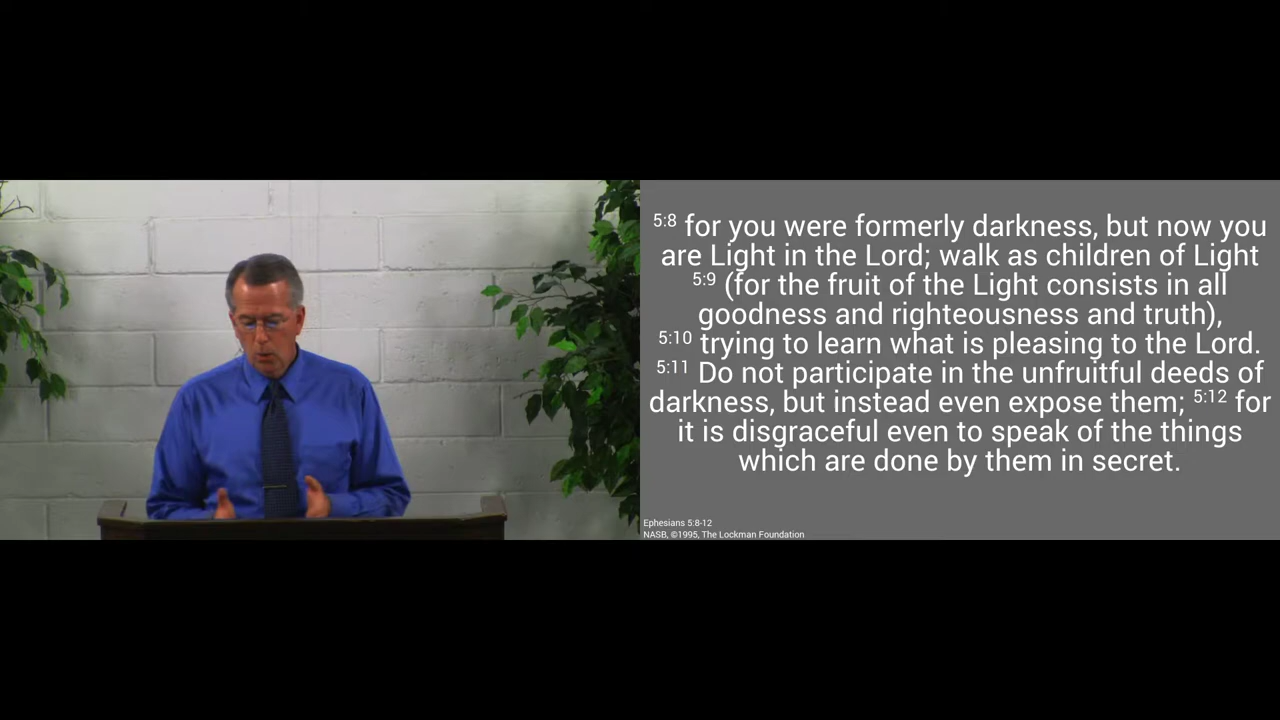 5:8 for you were formerly darkness, but now you
are Light in the Lord; walk as children of Light
5:9 (for the fruit of the Light consists in all
goodness and righteousness and truth),
5:10 trying to learn what is pleasing to the Lord.
5:11 Do not participate in the unfruitful deeds of
darkness, but instead even expose them; 5:12 for
it is disgraceful even to speak of the things
which are done by them in secret.
Ephesians 5:8-12
NASB, ©1995, The Lockman Foundation